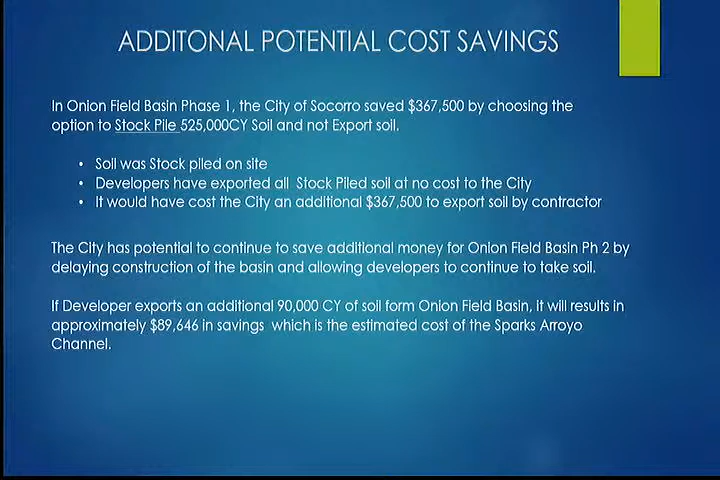 ADDITONAL POTENTIAL COST SAVINGS
In Onion Field Basin Phase 1, the City of Socorro saved $367,500 by choosing the
option to Stock Pile 525,000CY Soil and not Export soil.
• Soil was Stock piled on site
• Developers have exported all Stock Piled soil at no cost to the City
• It would have cost the City an additional $367,500 to export soil by contractor
The City has potential to continue to save additional money for Onion Field Basin Ph 2 by
delaying construction of the basin and allowing developers to continue to take soil.
If Developer exports an additional 90,000 CY of soil form Onion Field Basin, it will results in
approximately $89,646 in savings which is the estimated cost of the Sparks Arroyo
Channel.